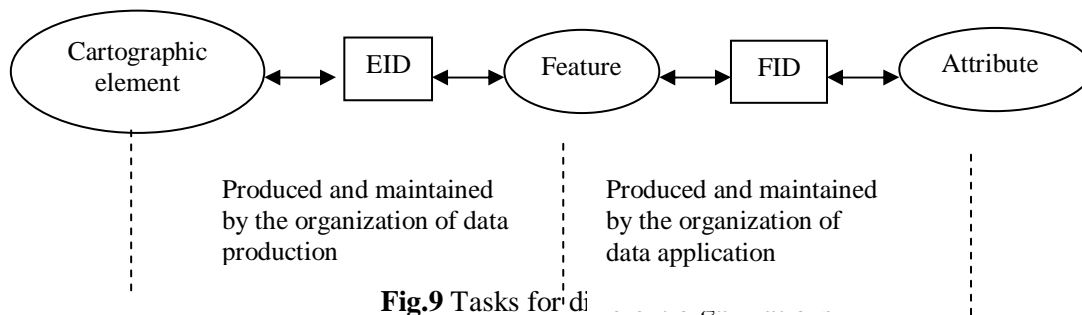 Cartographic
element
EID
Feature
FID
Attribute
Produced and maintained
by the organization of data
production
Produced and maintained
by the organization of
data application
Fig.9 Tasks for